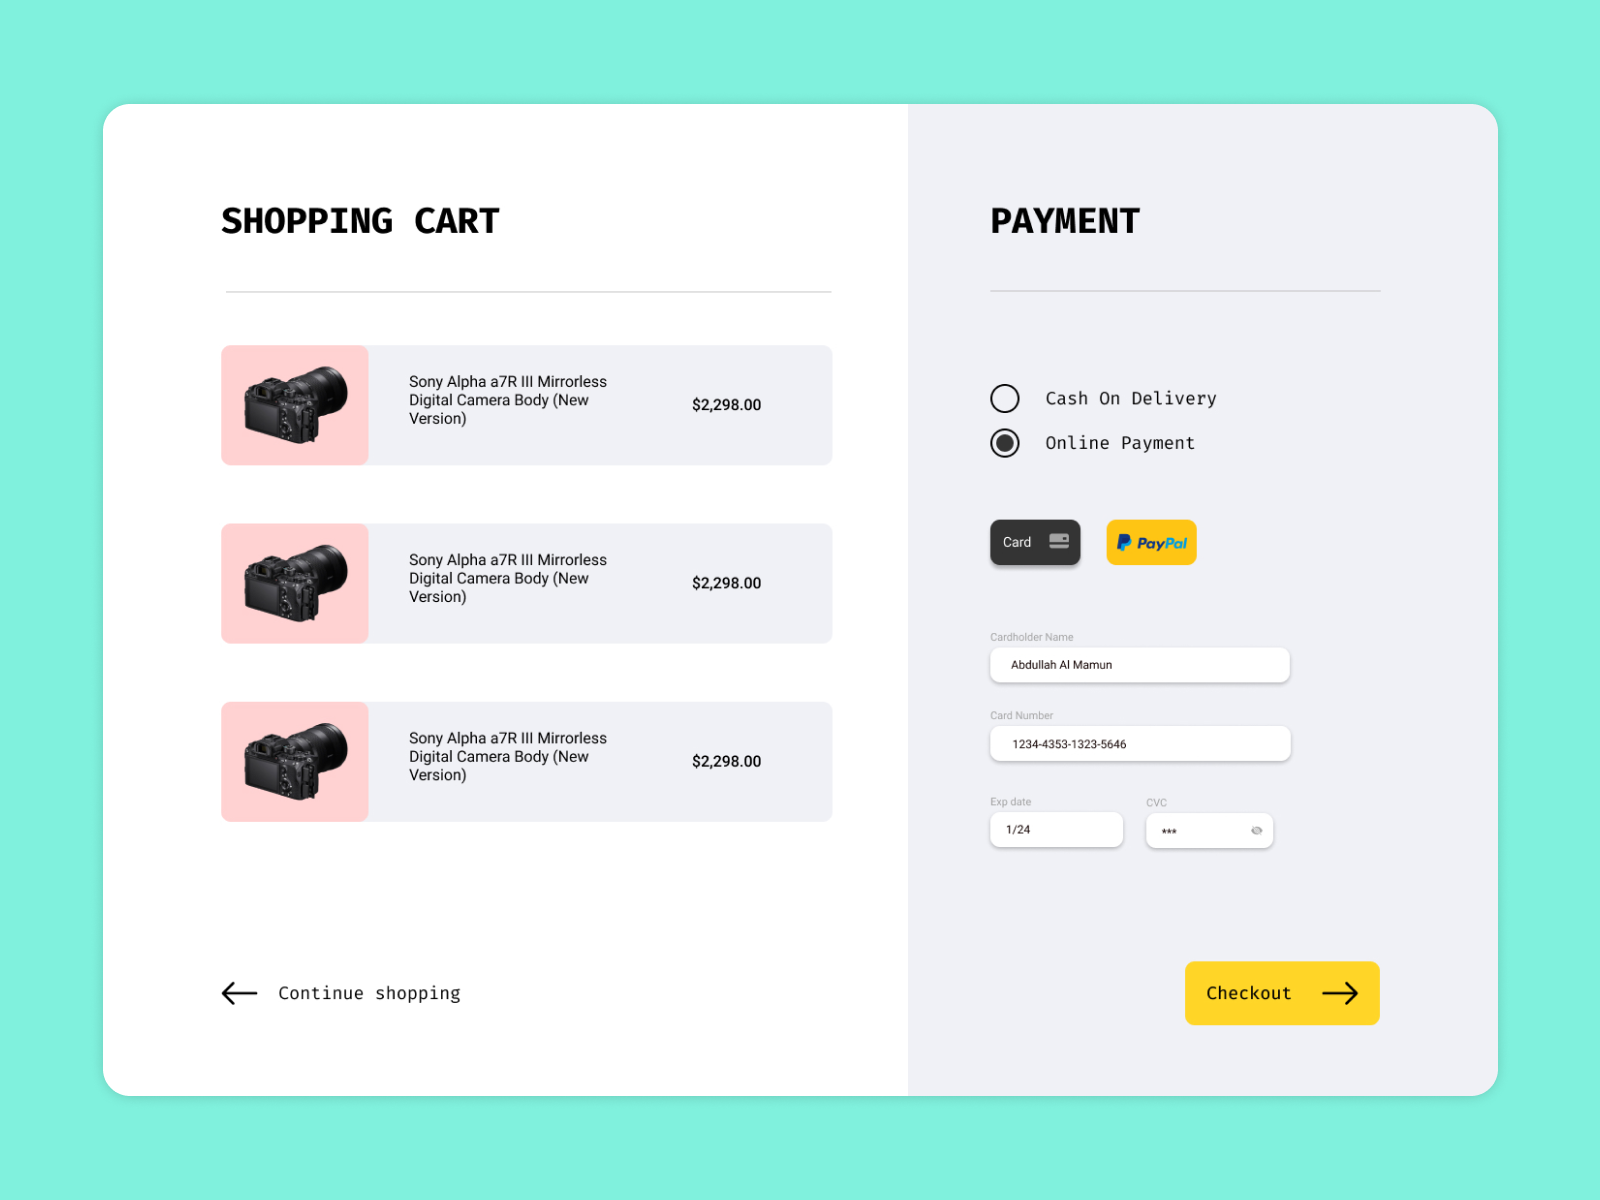 SHOPPING CART
Sony Alpha a7R III Mirrorless
Digital Camera Body (New
Version)
$2,298.00
Sony Alpha a7R III Mirrorless
Digital Camera Body (New
Version)
$2,298.00
Sony Alpha a7R III Mirrorless
Digital Camera Body (New
Version)
$2,298.00
Continue shopping
PAYMENT
Cash On Delivery
Online Payment
Card
PayPal
Cardholder Name
Abdullah Al Mamun
Card Number
1234-4353-1323-5646
Exp date
1/24
CVC
***
Checkout